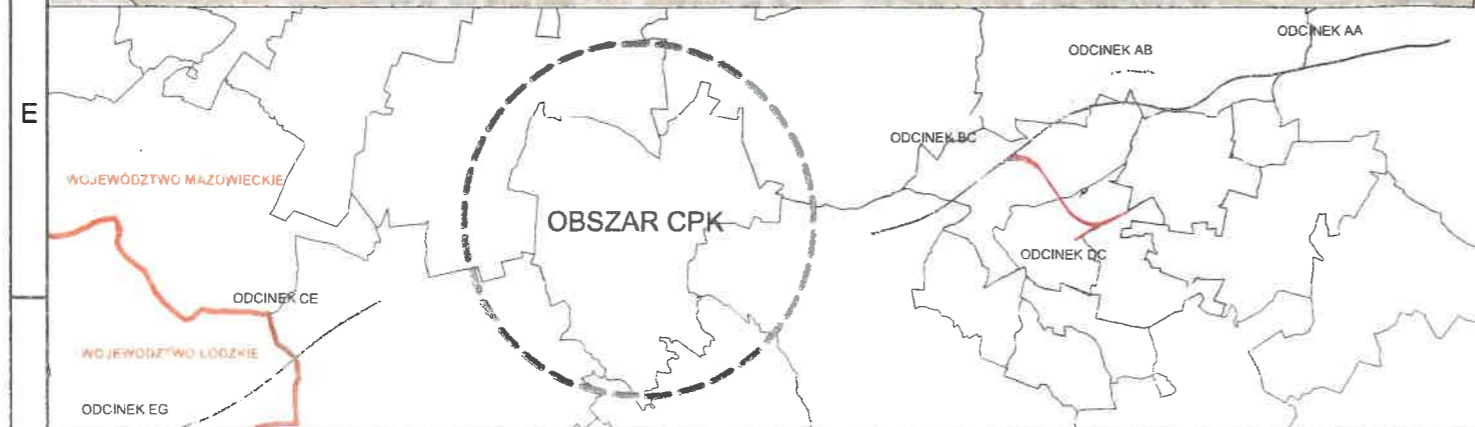 ODCINEK AA
ODCINEK AB
E
ODCINEK BC
WOJEWÓDZTWO MAZOWIECKIE
OBSZAR CPK
ODCINEK DC
ODCINEK CE
WOJEWÓDZTWO ŁÓDZKIE
ODCINEK EG